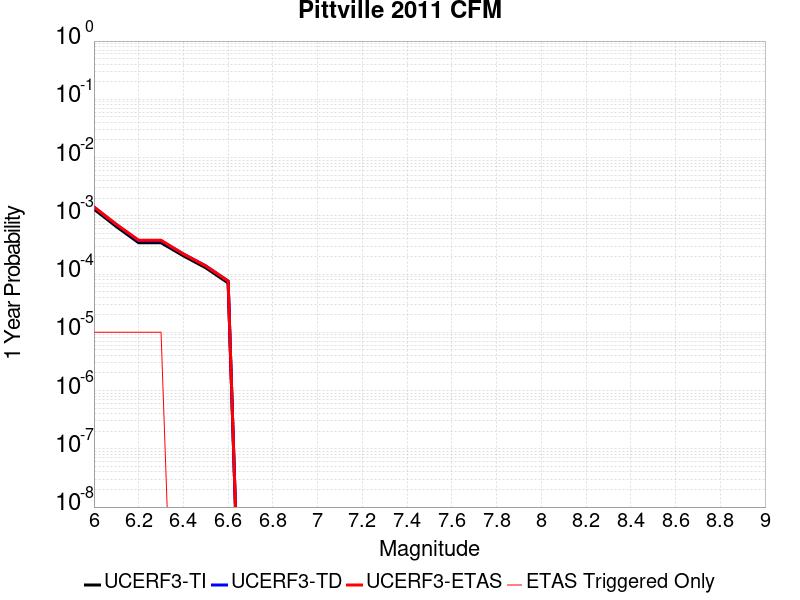 Pittville 2011 CFM
10^0
10^-1
10^-2
10^-3
10^-4
10^-5
10^-6
10^-7
10^-8
1 Year Probability
6 6.2 6.4 6.6 6.8 7 7.2 7.4 7.6 7.8 8 8.2 8.4 8.6 8.8 9
Magnitude
UCERF3-TI UCERF3-TD UCERF3-ETAS ETAS Triggered Only